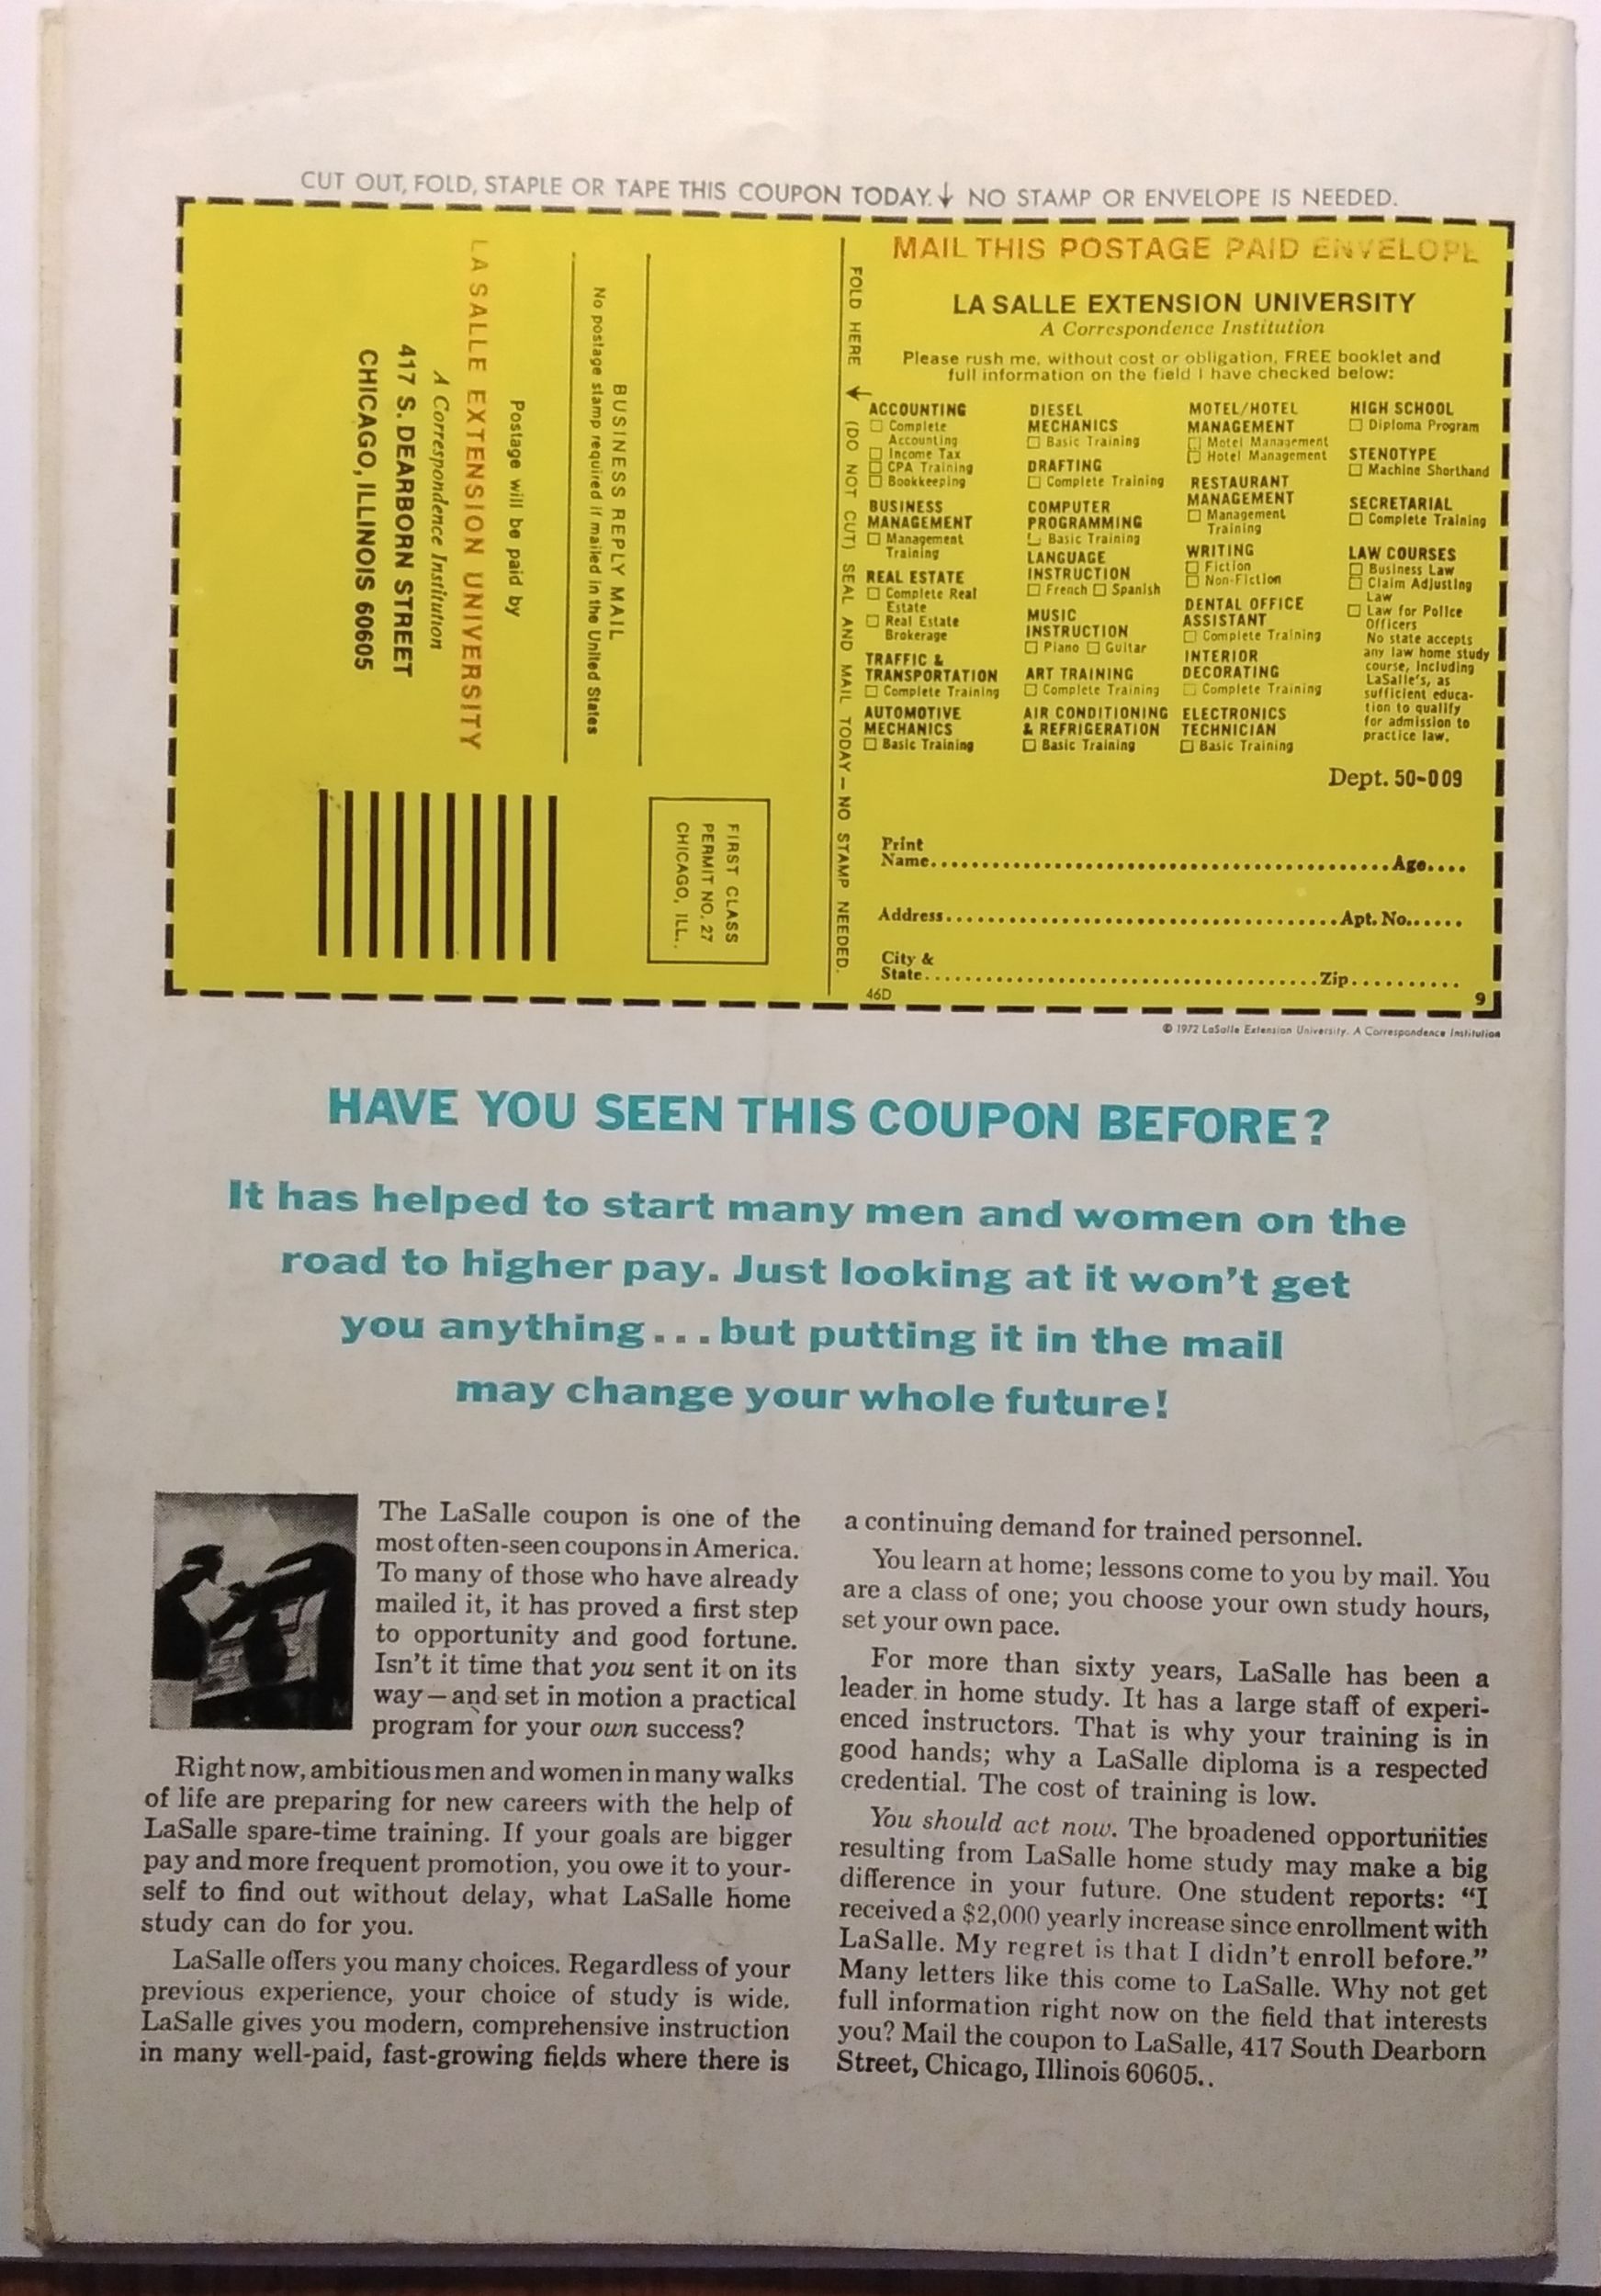 CUT OUT, FOLD, STAPLE OR TAPE THIS COUPON TODAY.↓ NO STAMP OR ENVELOPE IS NEEDED.
BUSINESS REPLY MAIL
No postage stamp required if mailed in the United States
Postage will be paid by
LA SALLE EXTENSION UNIVERSITY
A Correspondence Institution
417 S. DEARBORN STREET
CHICAGO, ILLINOIS 60605
FIRST CLASS
PERMIT NO. 27
CHICAGO, ILL.
FOLD HERE ↓ (DO NOT CUT) SEAL AND MAIL TODAY — NO STAMP NEEDED.
MAIL THIS POSTAGE PAID ENVELOPE
LA SALLE EXTENSION UNIVERSITY
A Correspondence Institution
Please rush me, without cost or obligation, FREE booklet and
full information on the field I have checked below:
ACCOUNTING
☐ Complete
Accounting
☐ Income Tax
☐ CPA Training
☐ Bookkeeping
BUSINESS
MANAGEMENT
☐ Management
Training
REAL ESTATE
☐ Complete Real
Estate
☐ Real Estate
Brokerage
TRAFFIC &
TRANSPORTATION
☐ Complete Training
AUTOMOTIVE
MECHANICS
☐ Basic Training
DIESEL
MECHANICS
☐ Basic Training
DRAFTING
☐ Complete Training
COMPUTER
PROGRAMMING
☐ Basic Training
LANGUAGE
INSTRUCTION
☐ French ☐ Spanish
MUSIC
INSTRUCTION
☐ Piano ☐ Guitar
ART TRAINING
☐ Complete Training
AIR CONDITIONING
& REFRIGERATION
☐ Basic Training
MOTEL/HOTEL
MANAGEMENT
☐ Motel Management
☐ Hotel Management
RESTAURANT
MANAGEMENT
☐ Management
Training
WRITING
☐ Fiction
☐ Non-Fiction
DENTAL OFFICE
ASSISTANT
☐ Complete Training
INTERIOR
DECORATING
☐ Complete Training
ELECTRONICS
TECHNICIAN
☐ Basic Training
HIGH SCHOOL
☐ Diploma Program
STENOTYPE
☐ Machine Shorthand
SECRETARIAL
☐ Complete Training
LAW COURSES
☐ Business Law
☐ Claim Adjusting
Law
☐ Law for Police
Officers
No state accepts
any law home study
course, including
LaSalle's, as
sufficient educa-
tion to qualify
for admission to
practice law.
Dept. 50-009
Print
Name........................................Age....
Address........................................Apt. No......
City &
State........................................Zip..........
46D
9
© 1972 LaSalle Extension University. A Correspondence Institution
HAVE YOU SEEN THIS COUPON BEFORE?
It has helped to start many men and women on the
road to higher pay. Just looking at it won't get
you anything...but putting it in the mail
may change your whole future!
The LaSalle coupon is one of the
most often-seen coupons in America.
To many of those who have already
mailed it, it has proved a first step
to opportunity and good fortune.
Isn't it time that you sent it on its
way—and set in motion a practical
program for your own success?
Right now, ambitious men and women in many walks
of life are preparing for new careers with the help of
LaSalle spare-time training. If your goals are bigger
pay and more frequent promotion, you owe it to your-
self to find out without delay, what LaSalle home
study can do for you.
LaSalle offers you many choices. Regardless of your
previous experience, your choice of study is wide.
LaSalle gives you modern, comprehensive instruction
in many well-paid, fast-growing fields where there is
a continuing demand for trained personnel.
You learn at home; lessons come to you by mail. You
are a class of one; you choose your own study hours,
set your own pace.
For more than sixty years, LaSalle has been a
leader in home study. It has a large staff of experi-
enced instructors. That is why your training is in
good hands; why a LaSalle diploma is a respected
credential. The cost of training is low.
You should act now. The broadened opportunities
resulting from LaSalle home study may make a big
difference in your future. One student reports: “I
received a $2,000 yearly increase since enrollment with
LaSalle. My regret is that I didn't enroll before.”
Many letters like this come to LaSalle. Why not get
full information right now on the field that interests
you? Mail the coupon to LaSalle, 417 South Dearborn
Street, Chicago, Illinois 60605..